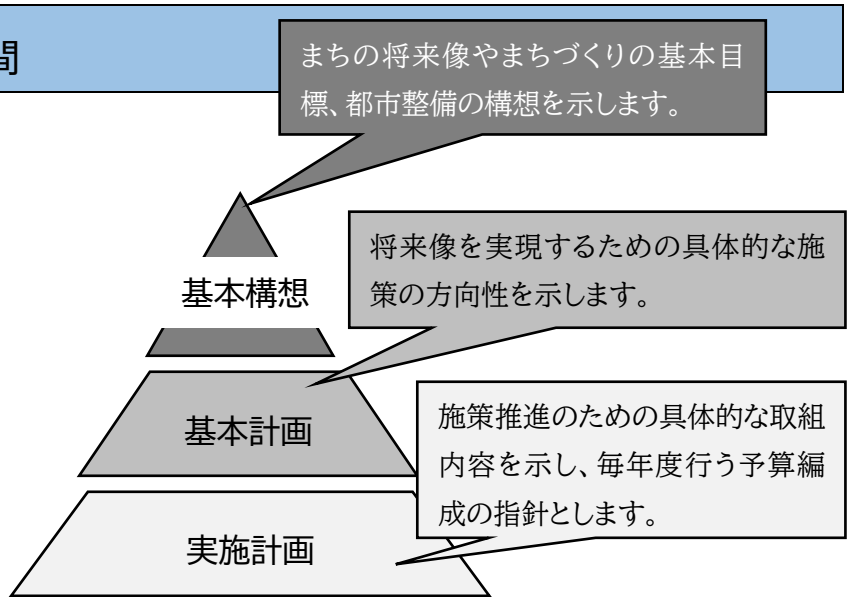 間
まちの将来像やまちづくりの基本目
標、都市整備の構想を示します。
将来像を実現するための具体的な施
策の方向性を示します。
基本構想
施策推進のための具体的な取組
内容を示し、毎年度行う予算編
成の指針とします。
基本計画
実施計画